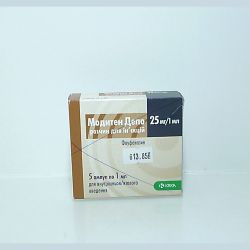 Модитен Депо 25 мг/1 мл
розчин для ін'єкцій
Флуфеназин
613.85₴
5 ампул по 1 мл
для внутрішньом'язового
введення
KRKA